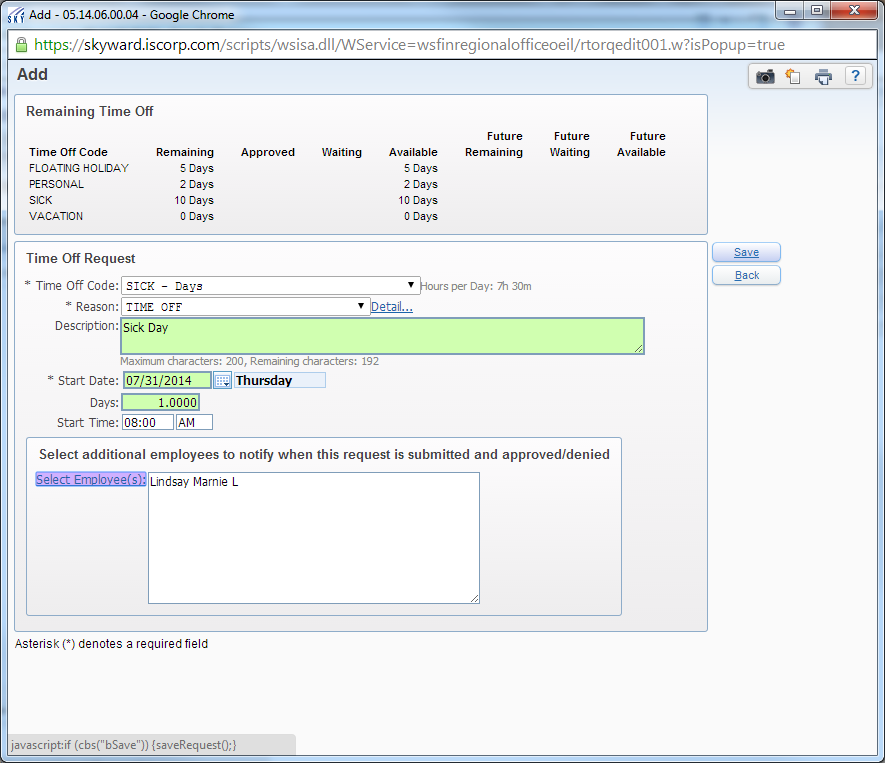 Add - 05.14.06.00.04 - Google Chrome
https://skyward.iscorp.com/scripts/wsisa.dll/WService=wsfinregionalofficeoeil/rtorqedit001.w?isPopup=true
Add
?
Remaining Time Off
Future Future Future
Time Off Code Remaining Approved Waiting Available Remaining Waiting Available
FLOATING HOLIDAY 5 Days 5 Days
PERSONAL 2 Days 2 Days
SICK 10 Days 10 Days
VACATION 0 Days 0 Days
Time Off Request
Save
Back
* Time Off Code: SICK - Days Hours per Day: 7h 30m
* Reason: TIME OFF Detail...
Description: Sick Day
Maximum characters: 200, Remaining characters: 192
* Start Date: 07/31/2014 Thursday
Days: 1.0000
Start Time: 08:00 AM
Select additional employees to notify when this request is submitted and approved/denied
Select Employee(s): Lindsay Marnie L
Asterisk (*) denotes a required field
javascript:if (cbs("bSave")) {saveRequest();}